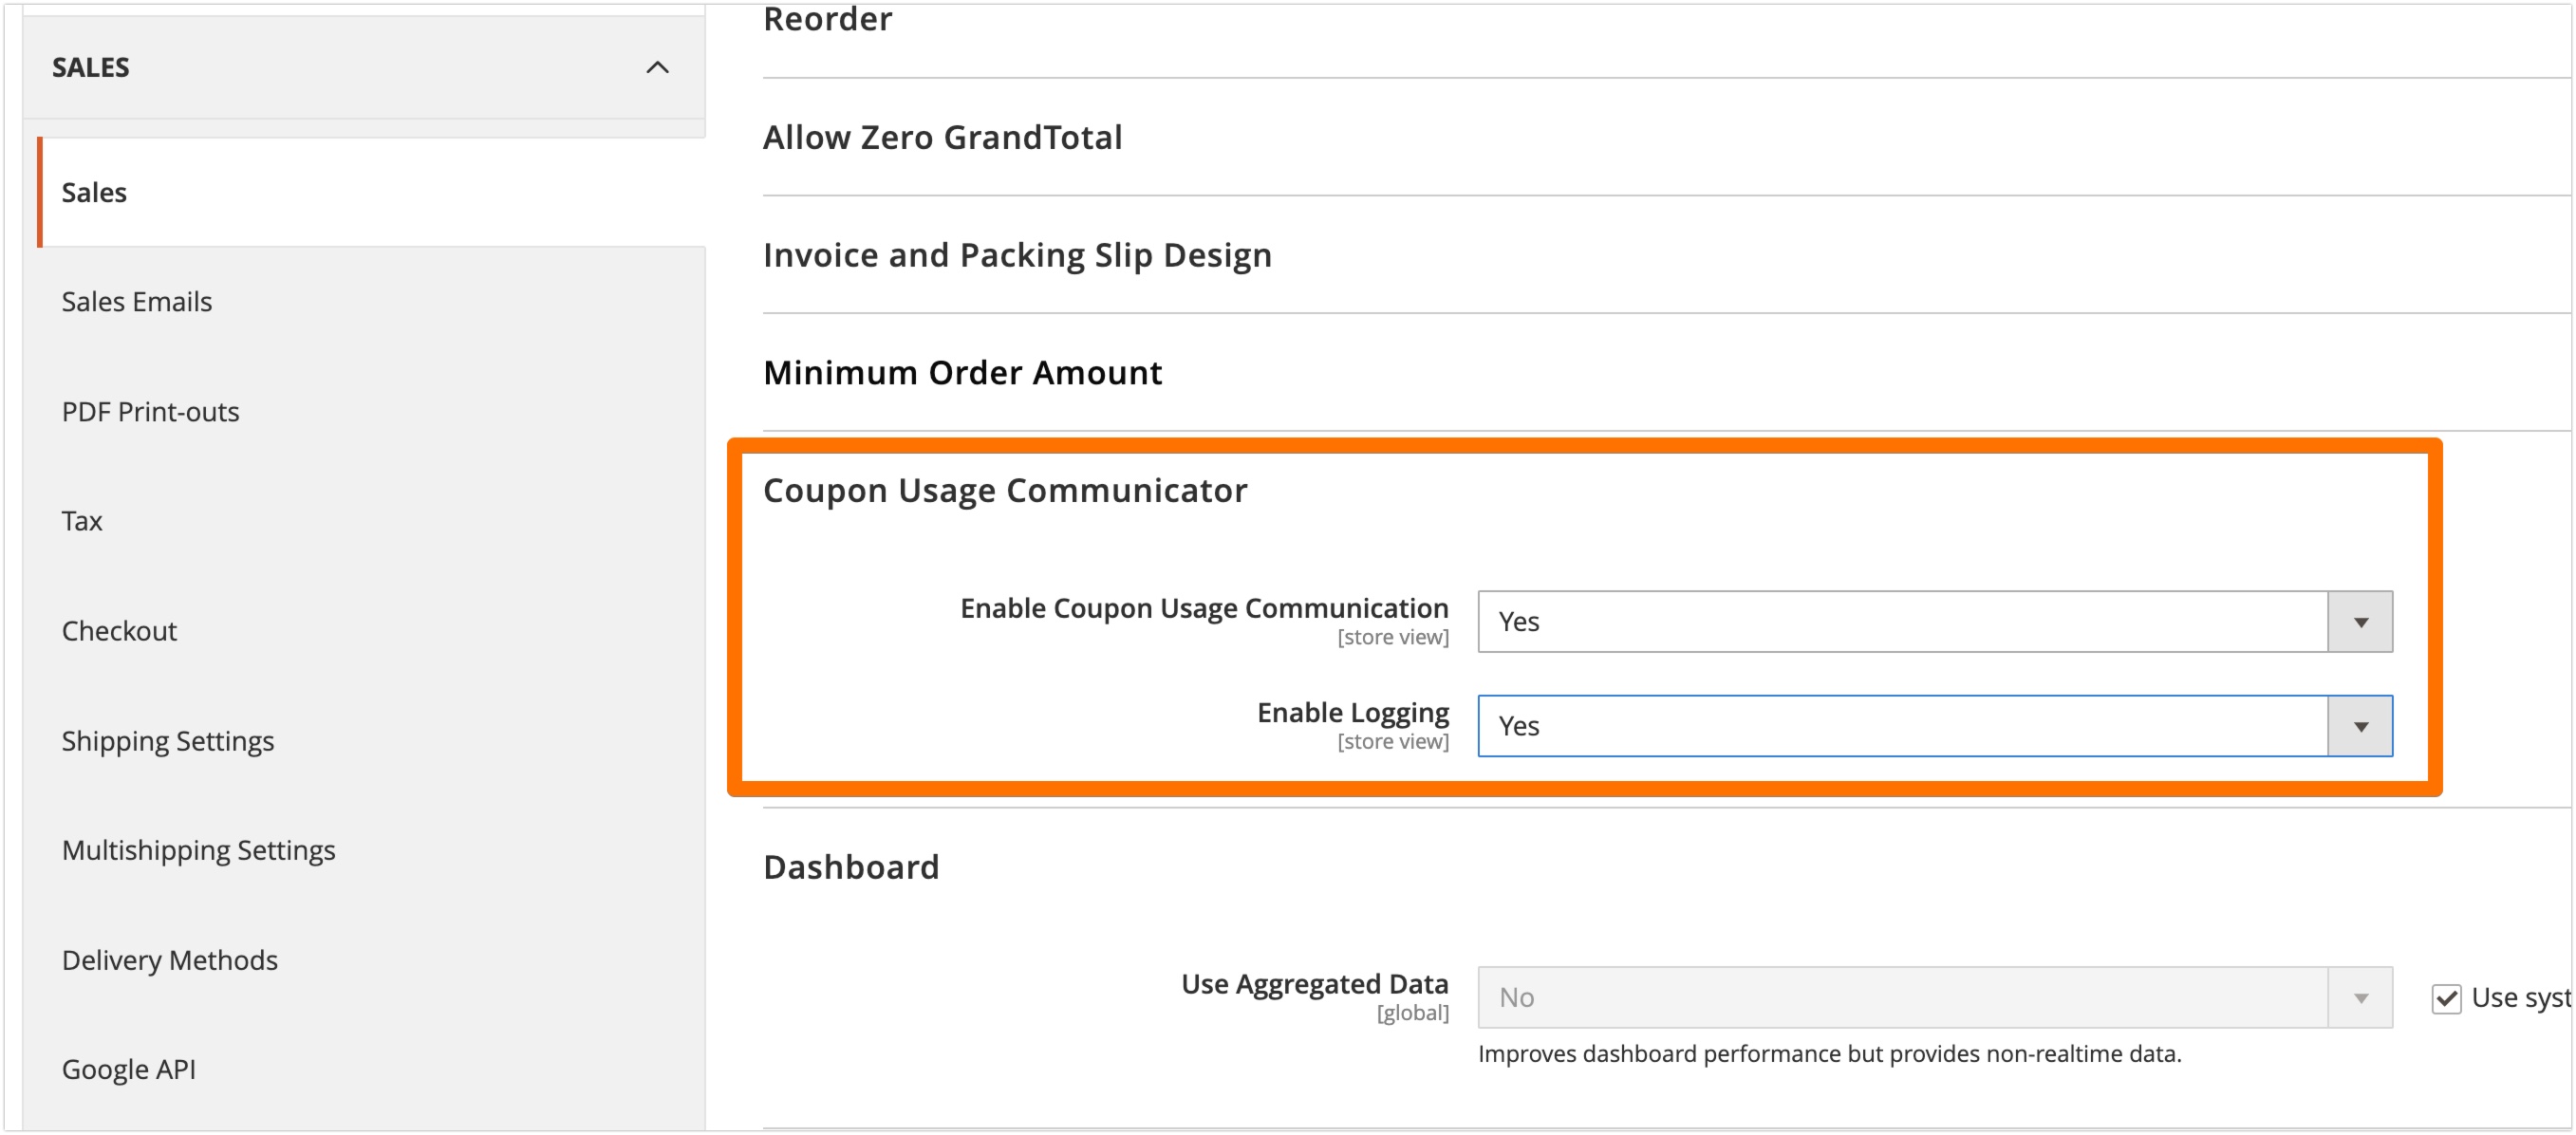 SALES
Sales
Sales Emails
PDF Print-outs
Tax
Checkout
Shipping Settings
Multishipping Settings
Delivery Methods
Google API
Reorder
Allow Zero GrandTotal
Invoice and Packing Slip Design
Minimum Order Amount
Coupon Usage Communicator
Enable Coupon Usage Communication
[store view]
Yes
Enable Logging
[store view]
Yes
Dashboard
Use Aggregated Data
[global]
No
Use syst
Improves dashboard performance but provides non-realtime data.